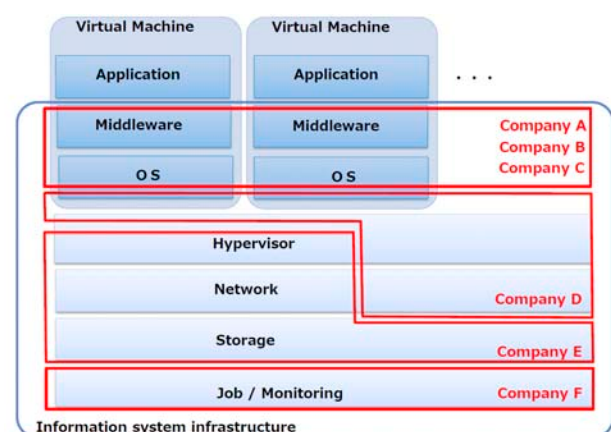 Virtual Machine Virtual Machine
Application Application . . .
Middleware Middleware Company A
Company B
OS OS Company C
Hypervisor
Network Company D
Storage Company E
Job / Monitoring Company F
Information system infrastructure